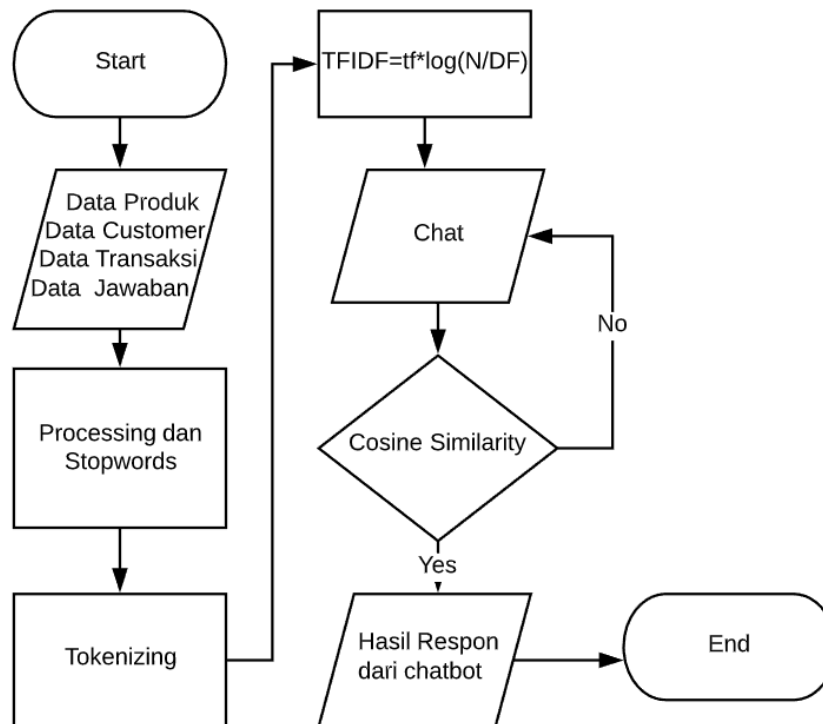 Start
Data Produk
Data Customer
Data Transaksi
Data Jawaban
Processing dan
Stopwords
Tokenizing
TFIDF=tf*log(N/DF)
Chat
No
Cosine Similarity
Yes
Hasil Respon
dari chatbot
End